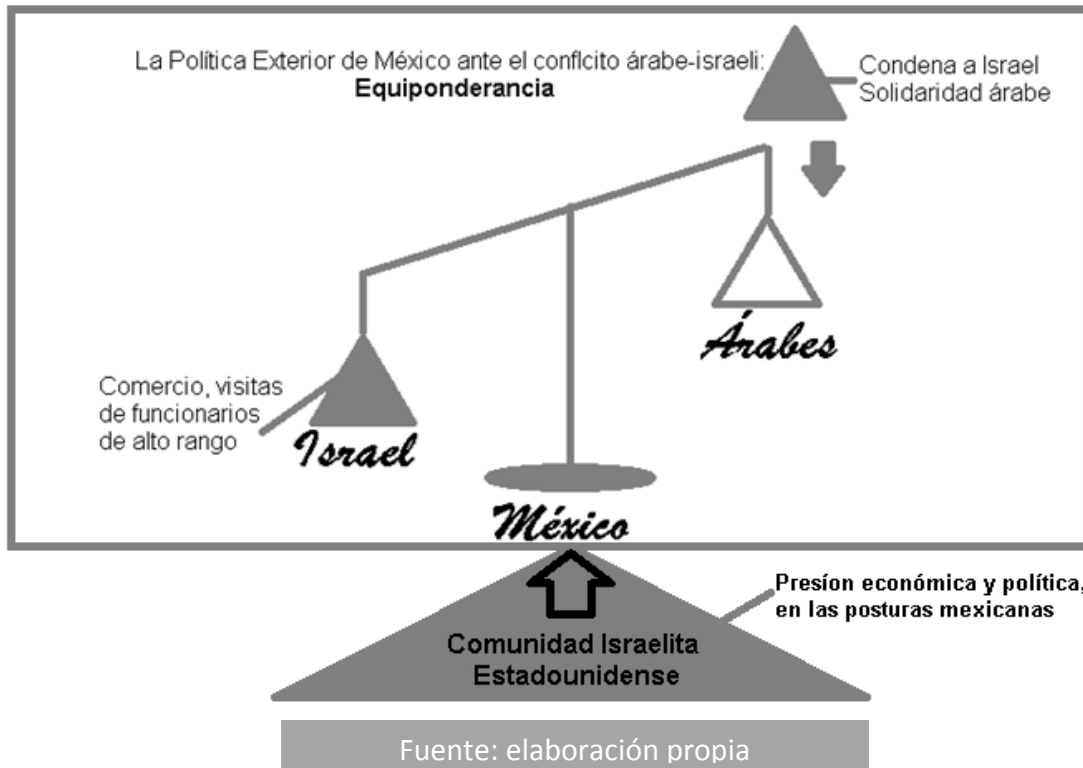 La Política Exterior de México ante el conflcito árabe-israeli:
Equiponderancia
Condena a Israel
Solidaridad árabe
Árabes
Comercio, visitas
de funcionarios
de alto rango
Israel
México
Presíon económica y política,
en las posturas mexicanas
Comunidad Israelita
Estadounidense
Fuente: elaboración propia